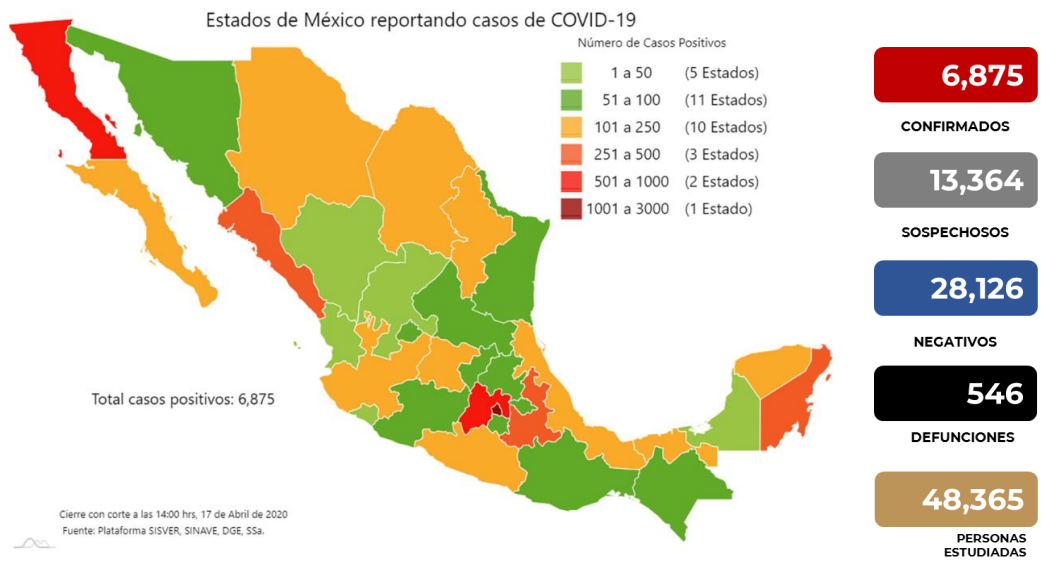 Estados de México reportando casos de COVID-19
Número de Casos Positivos
1 a 50 (5 Estados)
51 a 100 (11 Estados)
101 a 250 (10 Estados)
251 a 500 (3 Estados)
501 a 1000 (2 Estados)
1001 a 3000 (1 Estado)
Total casos positivos: 6,875
Cierre con corte a las 14:00 hrs, 17 de Abril de 2020
Fuente: Plataforma SISVER, SINAVE, DGE, SSa.
6,875
CONFIRMADOS
13,364
SOSPECHOSOS
28,126
NEGATIVOS
546
DEFUNCIONES
48,365
PERSONAS
ESTUDIADAS